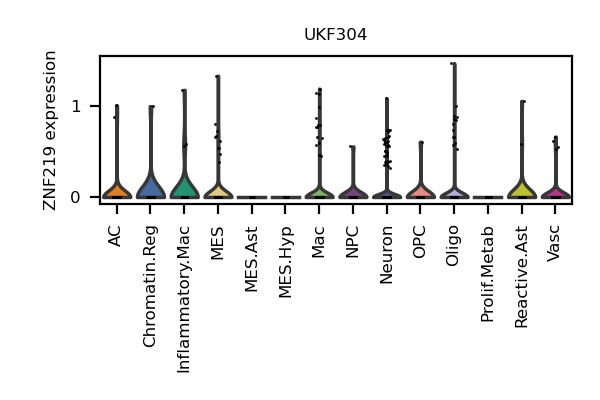 UKF304
ZNF219 expression
1
0
AC
Chromatin.Reg
Inflammatory.Mac
MES
MES.Ast
MES.Hyp
Mac
NPC
Neuron
OPC
Oligo
Prolif.Metab
Reactive.Ast
Vasc